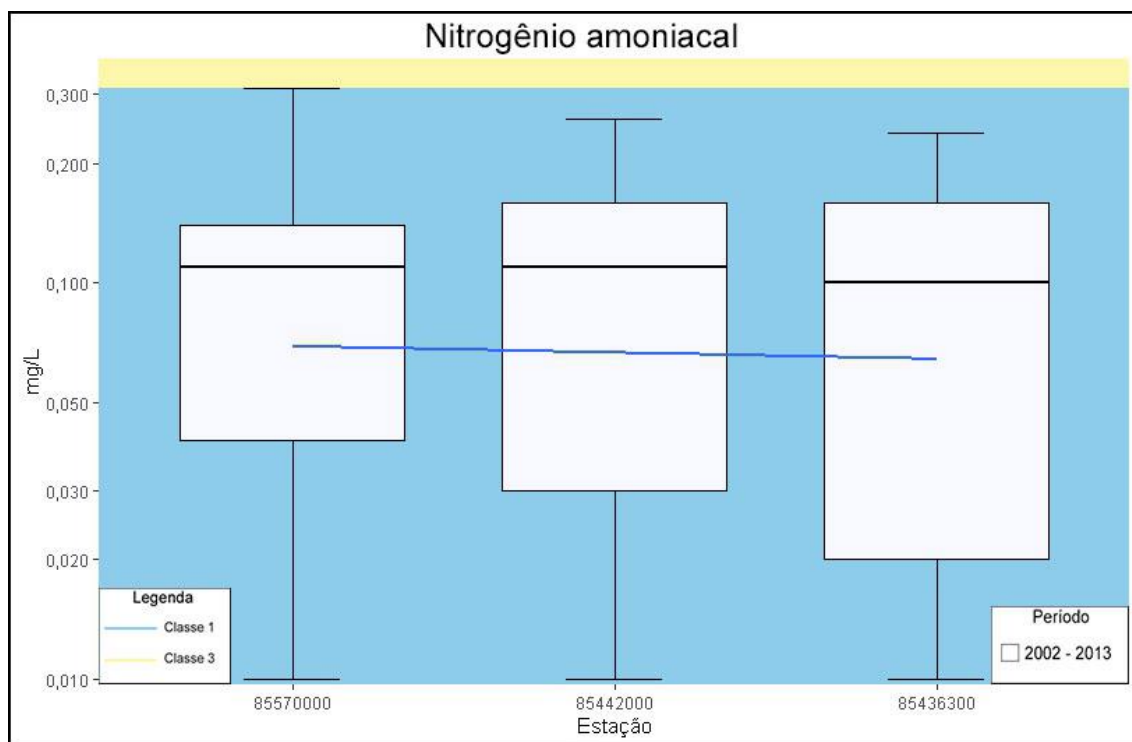 Nitrogênio amoniacal
mg/L
0,300
0,200
0,100
0,050
0,030
0,020
0,010
Legenda
Classe 1
Classe 3
Período
2002 - 2013
85570000
85442000
85436300
Estação